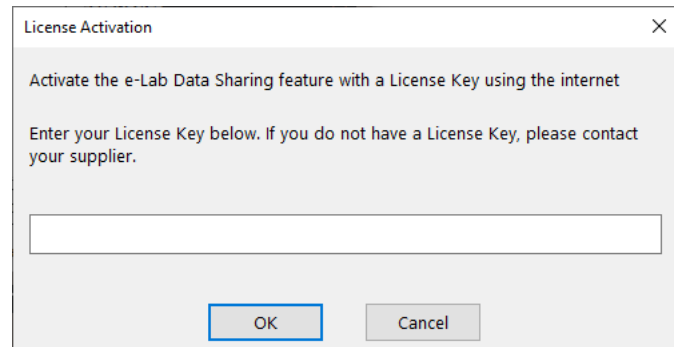 License Activation
Activate the e-Lab Data Sharing feature with a License Key using the internet
Enter your License Key below. If you do not have a License Key, please contact
your supplier.
OK
Cancel